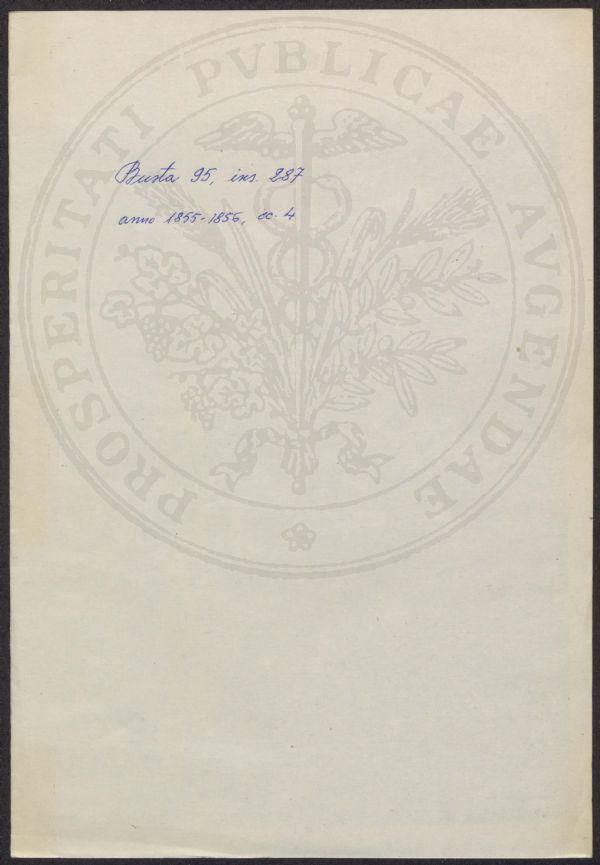 PROSPERITATI PVBLICAE AVGENDAE
Busta 95, ins. 287
anno 1855-1856, cc. 4